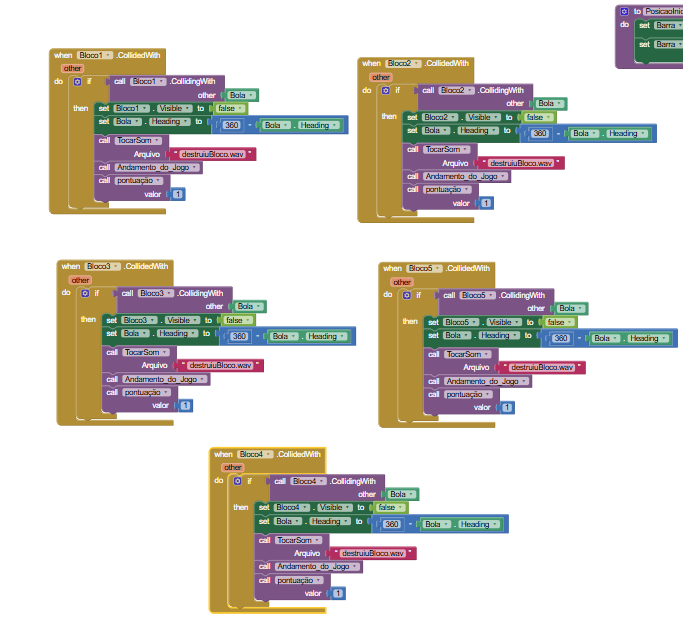 to PosicaoInic
do set Barra
set Barra
when Bloco1 .CollidedWith
other
do if call Bloco1 .CollidingWith
other Bola
then set Bloco1 . Visible to false
set Bola . Heading to 360 - Bola . Heading
call TocarSom
Arquivo "destruiuBloco.wav"
call Andamento_do_Jogo
call pontuação
valor 1
when Bloco2 .CollidedWith
other
do if call Bloco2 .CollidingWith
other Bola
then set Bloco2 . Visible to false
set Bola . Heading to 360 - Bola . Heading
call TocarSom
Arquivo "destruiuBloco.wav"
call Andamento_do_Jogo
call pontuação
valor 1
when Bloco3 .CollidedWith
other
do if call Bloco3 .CollidingWith
other Bola
then set Bloco3 . Visible to false
set Bola . Heading to 360 - Bola . Heading
call TocarSom
Arquivo "destruiuBloco.wav"
call Andamento_do_Jogo
call pontuação
valor 1
when Bloco5 .CollidedWith
other
do if call Bloco5 .CollidingWith
other Bola
then set Bloco5 . Visible to false
set Bola . Heading to 360 - Bola . Heading
call TocarSom
Arquivo "destruiuBloco.wav"
call Andamento_do_Jogo
call pontuação
valor 1
when Bloco4 .CollidedWith
other
do if call Bloco4 .CollidingWith
other Bola
then set Bloco4 . Visible to false
set Bola . Heading to 360 - Bola . Heading
call TocarSom
Arquivo "destruiuBloco.wav"
call Andamento_do_Jogo
call pontuação
valor 1